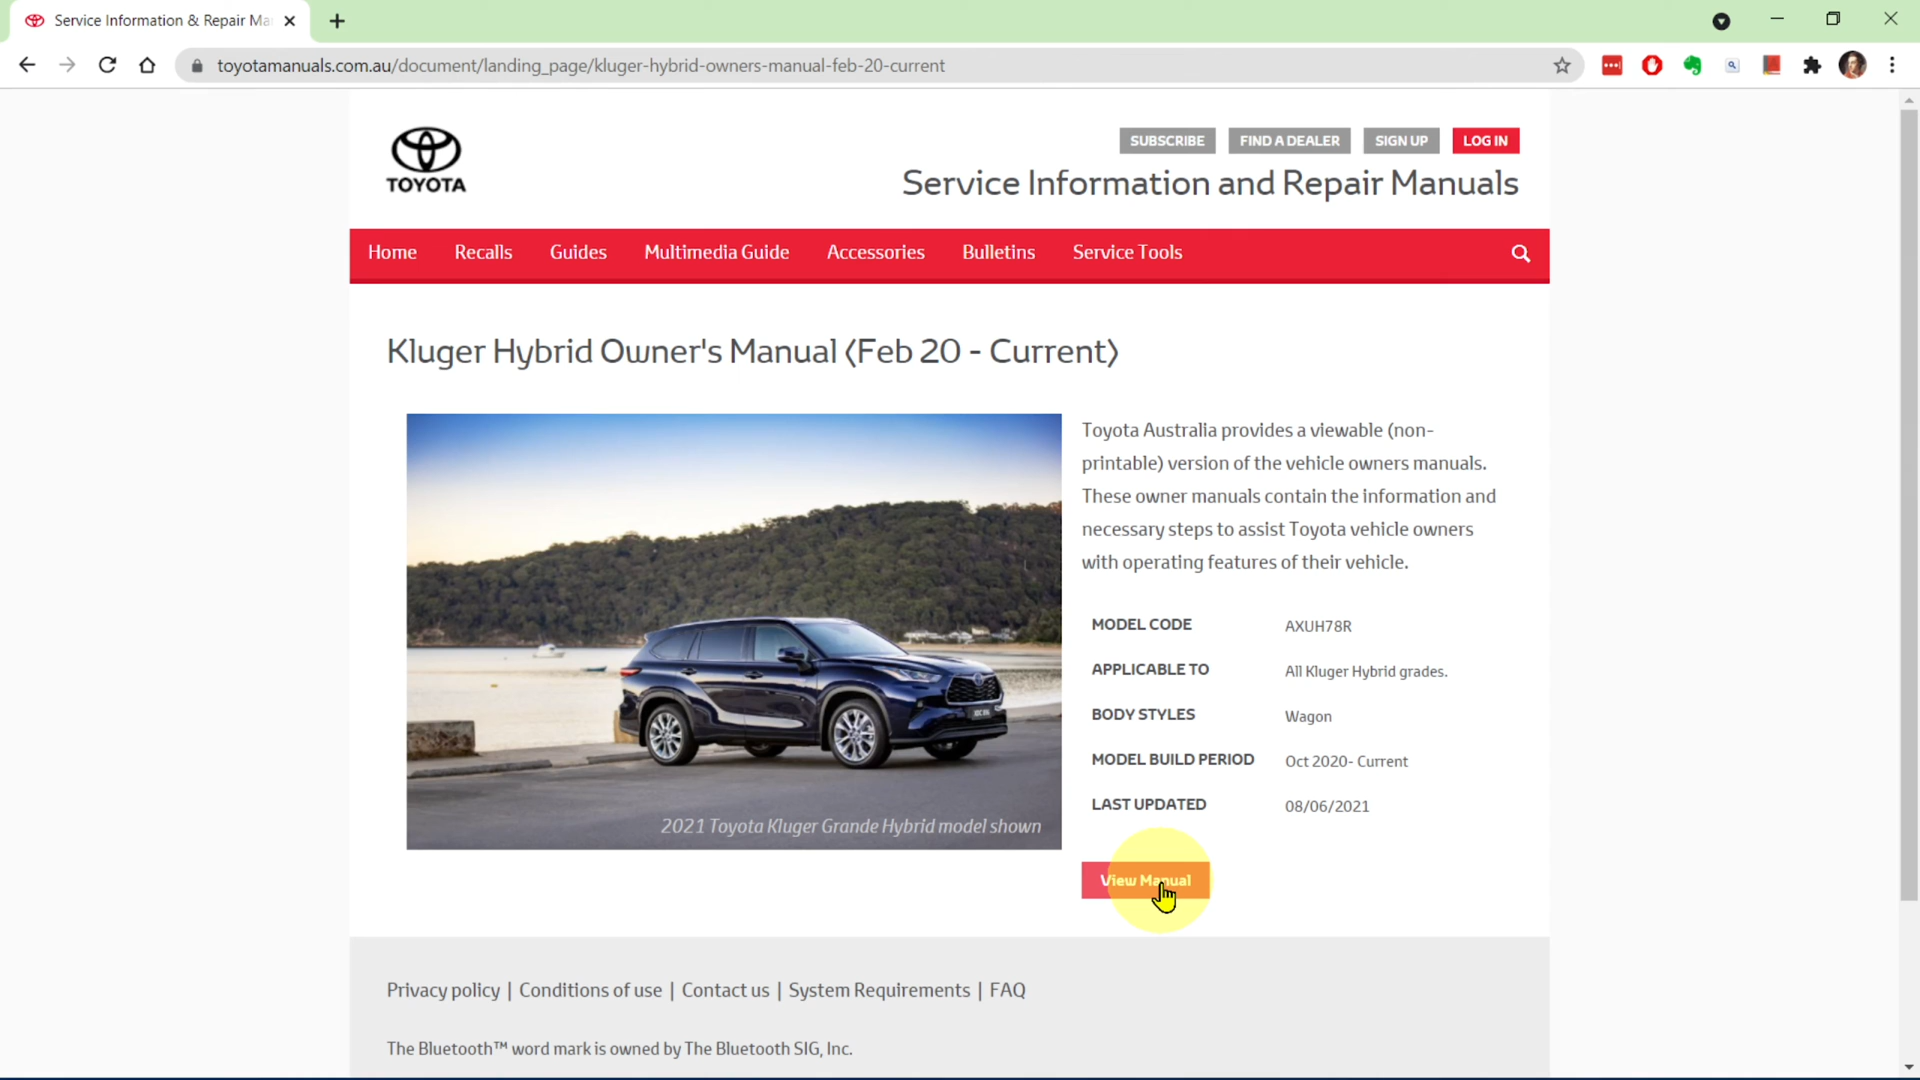 Service Information & Repair Ma
toyotamanuals.com.au/document/landing_page/kluger-hybrid-owners-manual-feb-20-current
TOYOTA
SUBSCRIBE
FIND A DEALER
SIGN UP
LOG IN
Service Information and Repair Manuals
Home
Recalls
Guides
Multimedia Guide
Accessories
Bulletins
Service Tools
Kluger Hybrid Owner's Manual (Feb 20 - Current)
2021 Toyota Kluger Grande Hybrid model shown
Toyota Australia provides a viewable (non-
printable) version of the vehicle owners manuals.
These owner manuals contain the information and
necessary steps to assist Toyota vehicle owners
with operating features of their vehicle.
MODEL CODE AXUH78R
APPLICABLE TO All Kluger Hybrid grades.
BODY STYLES Wagon
MODEL BUILD PERIOD Oct 2020- Current
LAST UPDATED 08/06/2021
View Manual
Privacy policy | Conditions of use | Contact us | System Requirements | FAQ
The Bluetooth™ word mark is owned by The Bluetooth SIG, Inc.